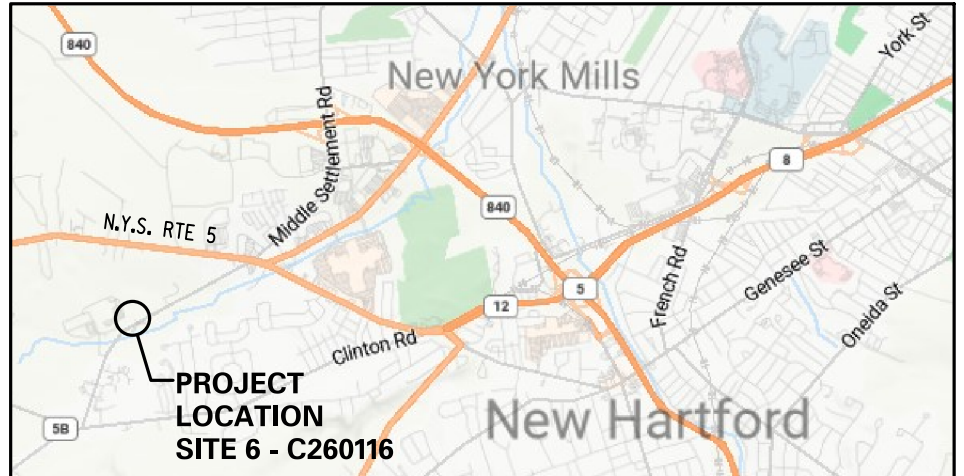 840
York St
New York Mills
Middle Settlement Rd
8
840
N.Y.S. RTE 5
French Rd
Genesee St
5
12
Oneida St
Clinton Rd
PROJECT
LOCATION
SITE 6 - C260116
5B
New Hartford